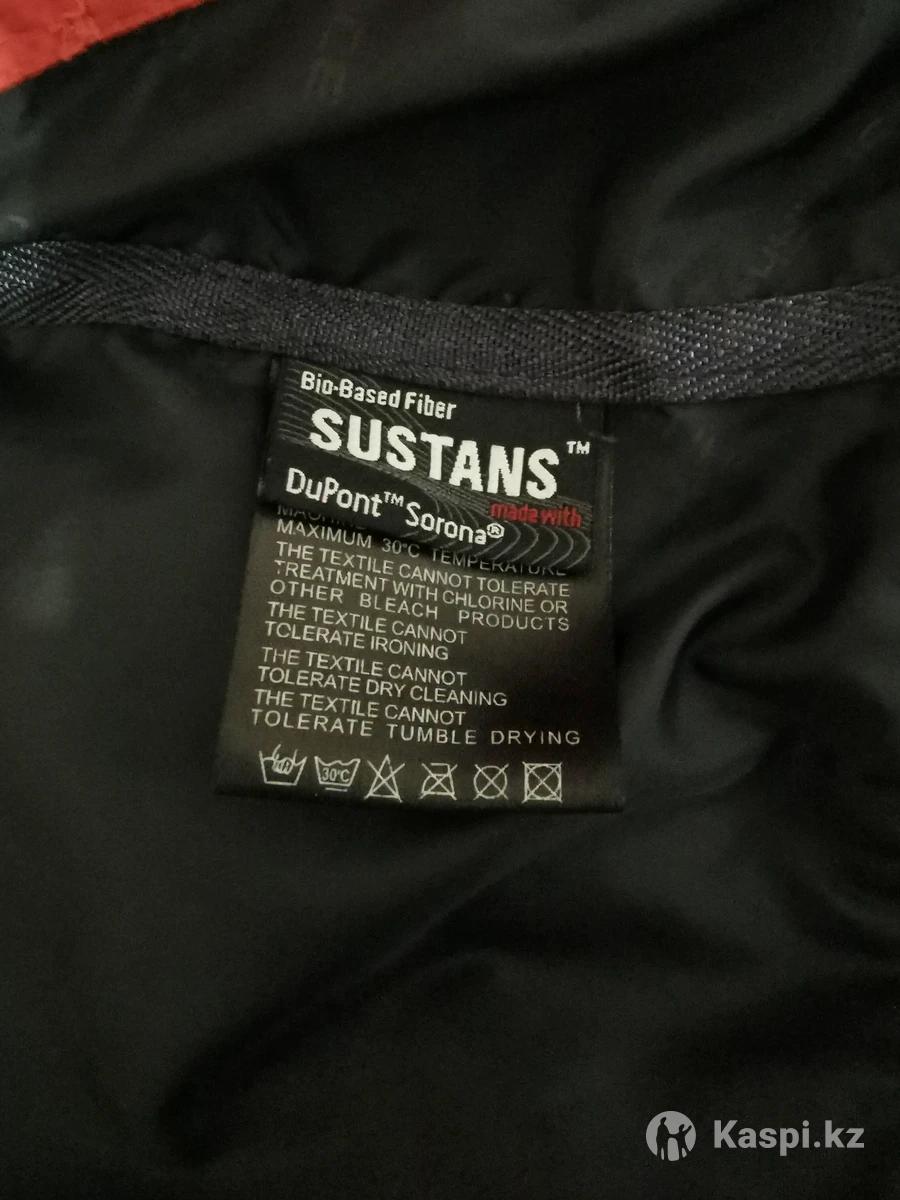 Bio-Based Fiber
SUSTANS™
made with
DuPont™ Sorona®
MAXIMUM 30°C TEMPERATURE
THE TEXTILE CANNOT TOLERATE
TREATMENT WITH CHLORINE OR
OTHER BLEACH PRODUCTS
THE TEXTILE CANNOT
TOLERATE IRONING
THE TEXTILE CANNOT
TOLERATE DRY CLEANING
THE TEXTILE CANNOT
TOLERATE TUMBLE DRYING
30°C
Kaspi.kz